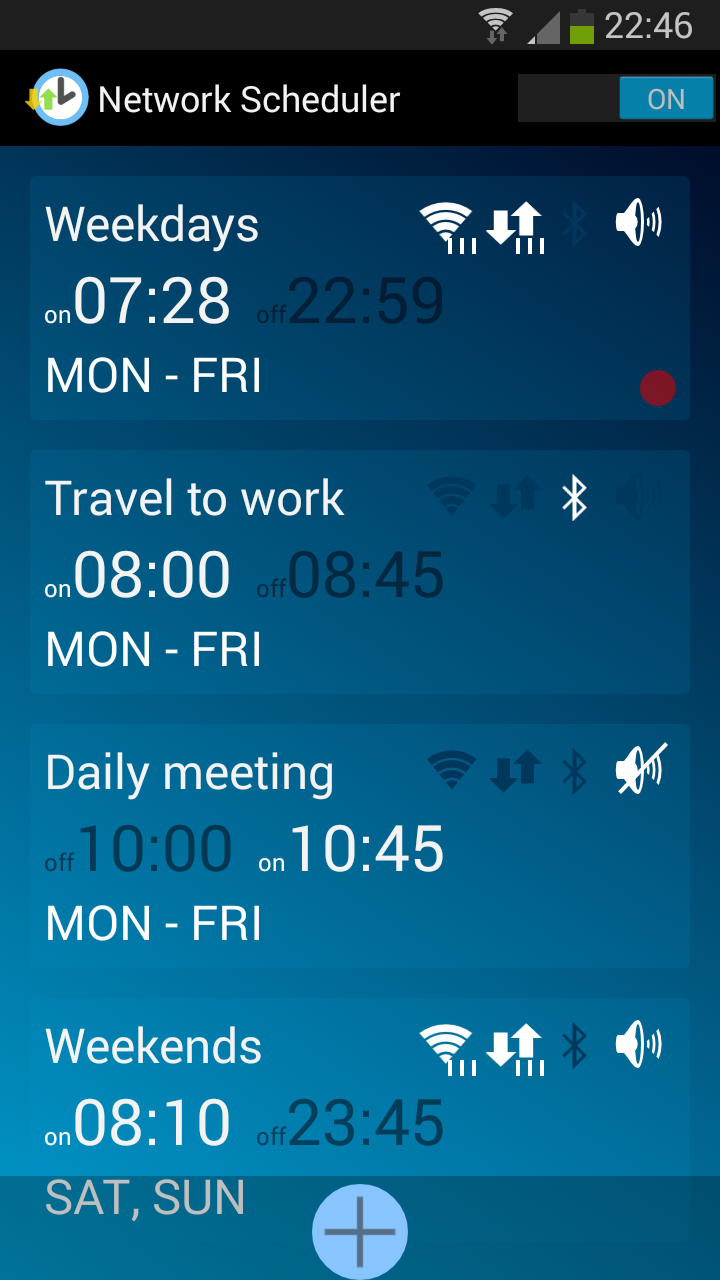 22:46
Network Scheduler ON
Weekdays
on07:28 off22:59
MON - FRI
Travel to work
on08:00 off08:45
MON - FRI
Daily meeting
off10:00 on10:45
MON - FRI
Weekends
on08:10 off23:45
SAT, SUN